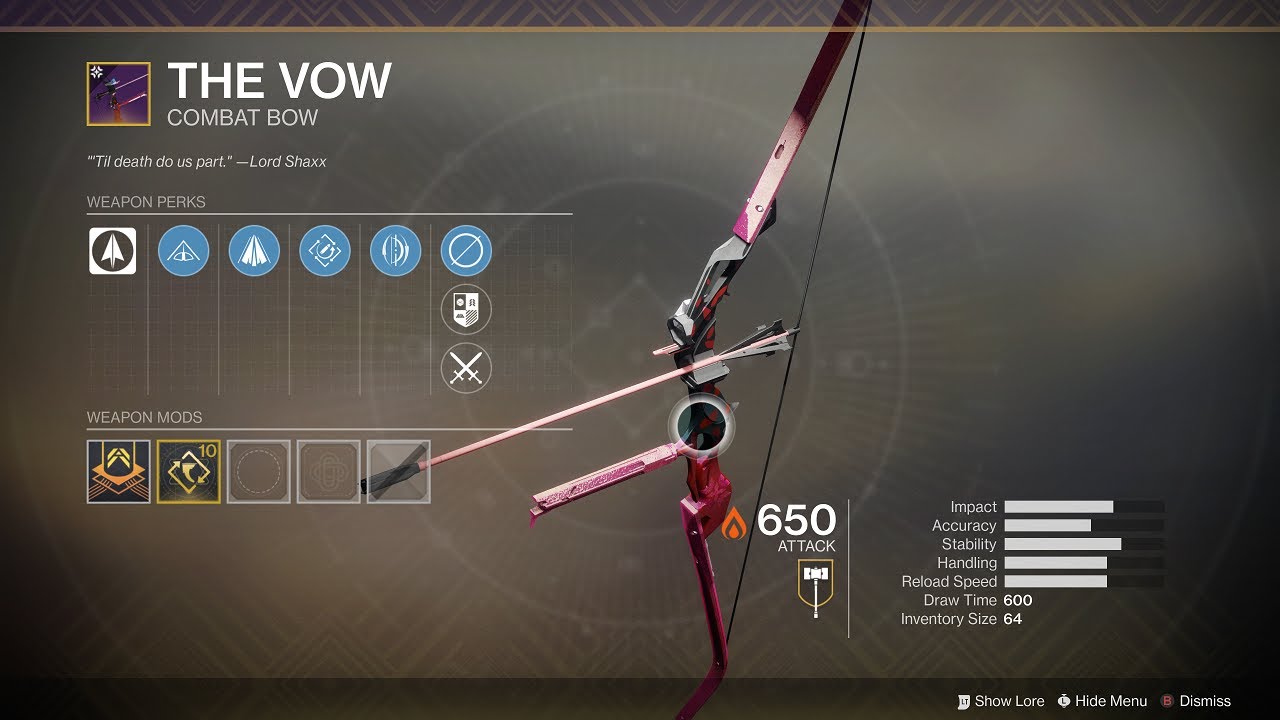 THE VOW
COMBAT BOW
"'Til death do us part." —Lord Shaxx
WEAPON PERKS
WEAPON MODS
10
650
ATTACK
Impact
Accuracy
Stability
Handling
Reload Speed
Draw Time 600
Inventory Size 64
LT Show Lore L Hide Menu B Dismiss